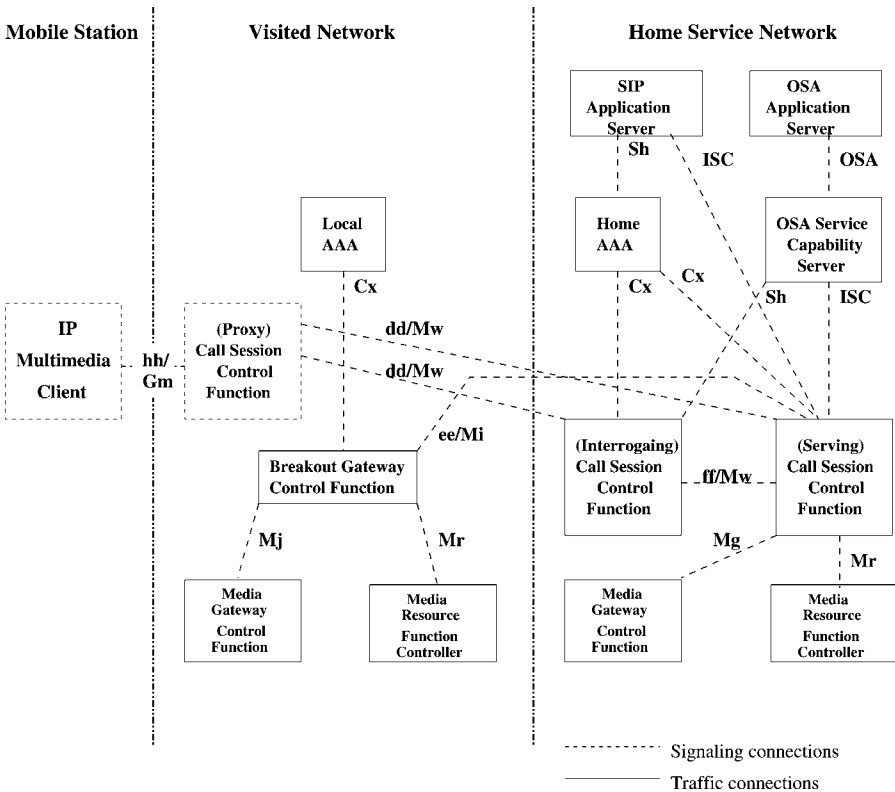 Mobile Station
Visited Network
Home Service Network
SIP
Application
Server
OSA
Application
Server
Sh
ISC
OSA
Local
AAA
Home
AAA
OSA Service
Capability
Server
Cx
Cx
Cx
Sh
ISC
IP
Multimedia
Client
hh/
Gm
(Proxy)
Call Session
Control
Function
dd/Mw
dd/Mw
ee/Mi
Breakout Gateway
Control Function
(Interrogaing)
Call Session
Control
Function
ff/Mw
(Serving)
Call Session
Control
Function
Mj
Mr
Mg
Mr
Media
Gateway
Control
Function
Media
Resource
Function
Controller
Media
Gateway
Control
Function
Media
Resource
Function
Controller
Signaling connections
Traffic connections